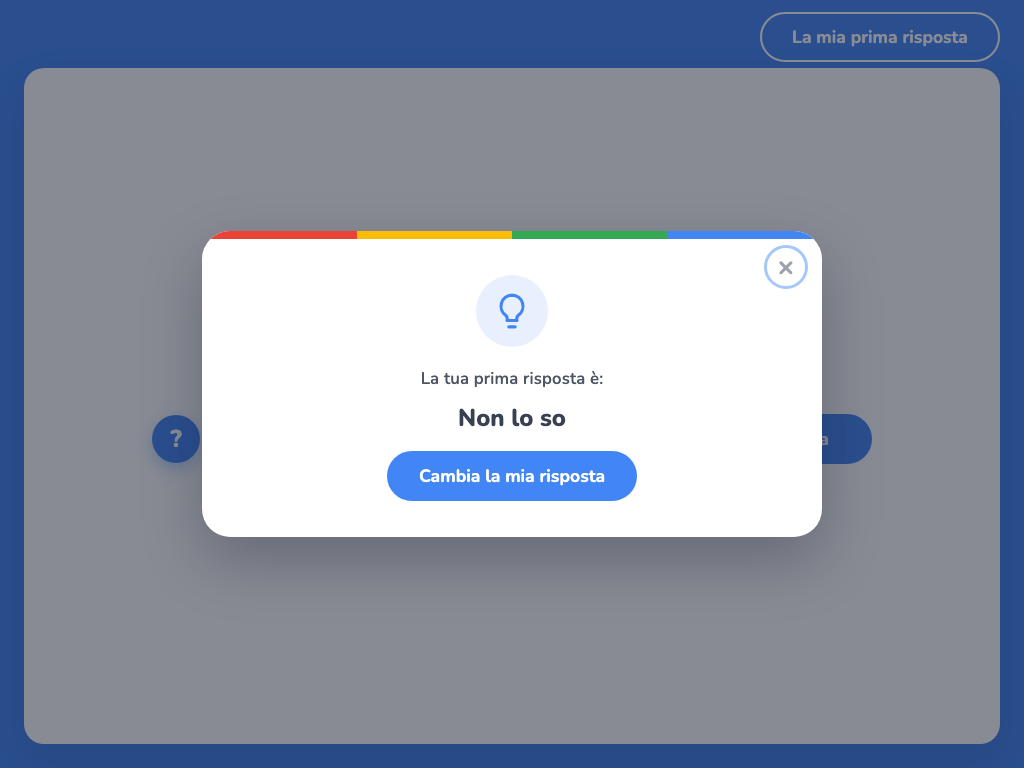 La mia prima risposta
La tua prima risposta è:
Non lo so
?
Cambia la mia risposta